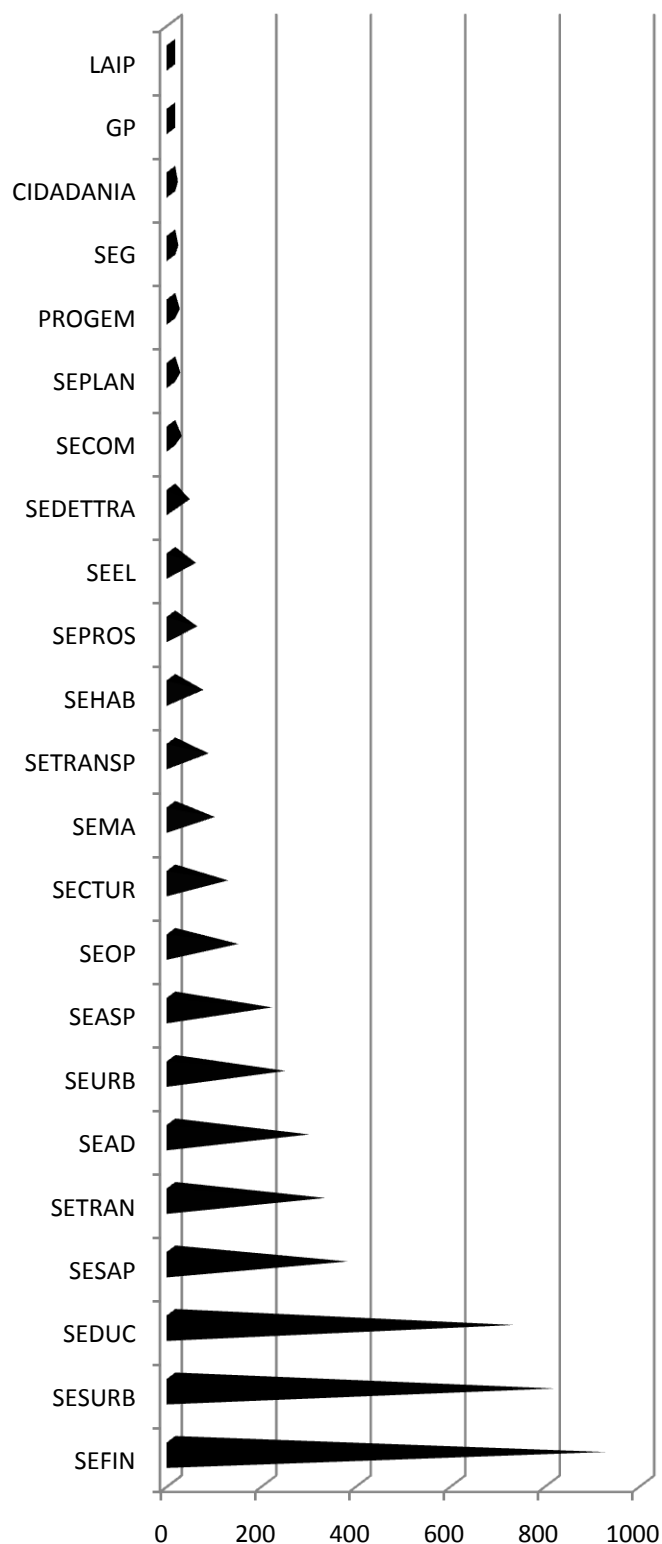 LAIP
GP
CIDADANIA
SEG
PROGEM
SEPLAN
SECOM
SEDETTRA
SEEL
SEPROS
SEHAB
SETRANSP
SEMA
SECTUR
SEOP
SEASP
SEURB
SEAD
SETRAN
SESAP
SEDUC
SESURB
SEFIN
0 200 400 600 800 1000